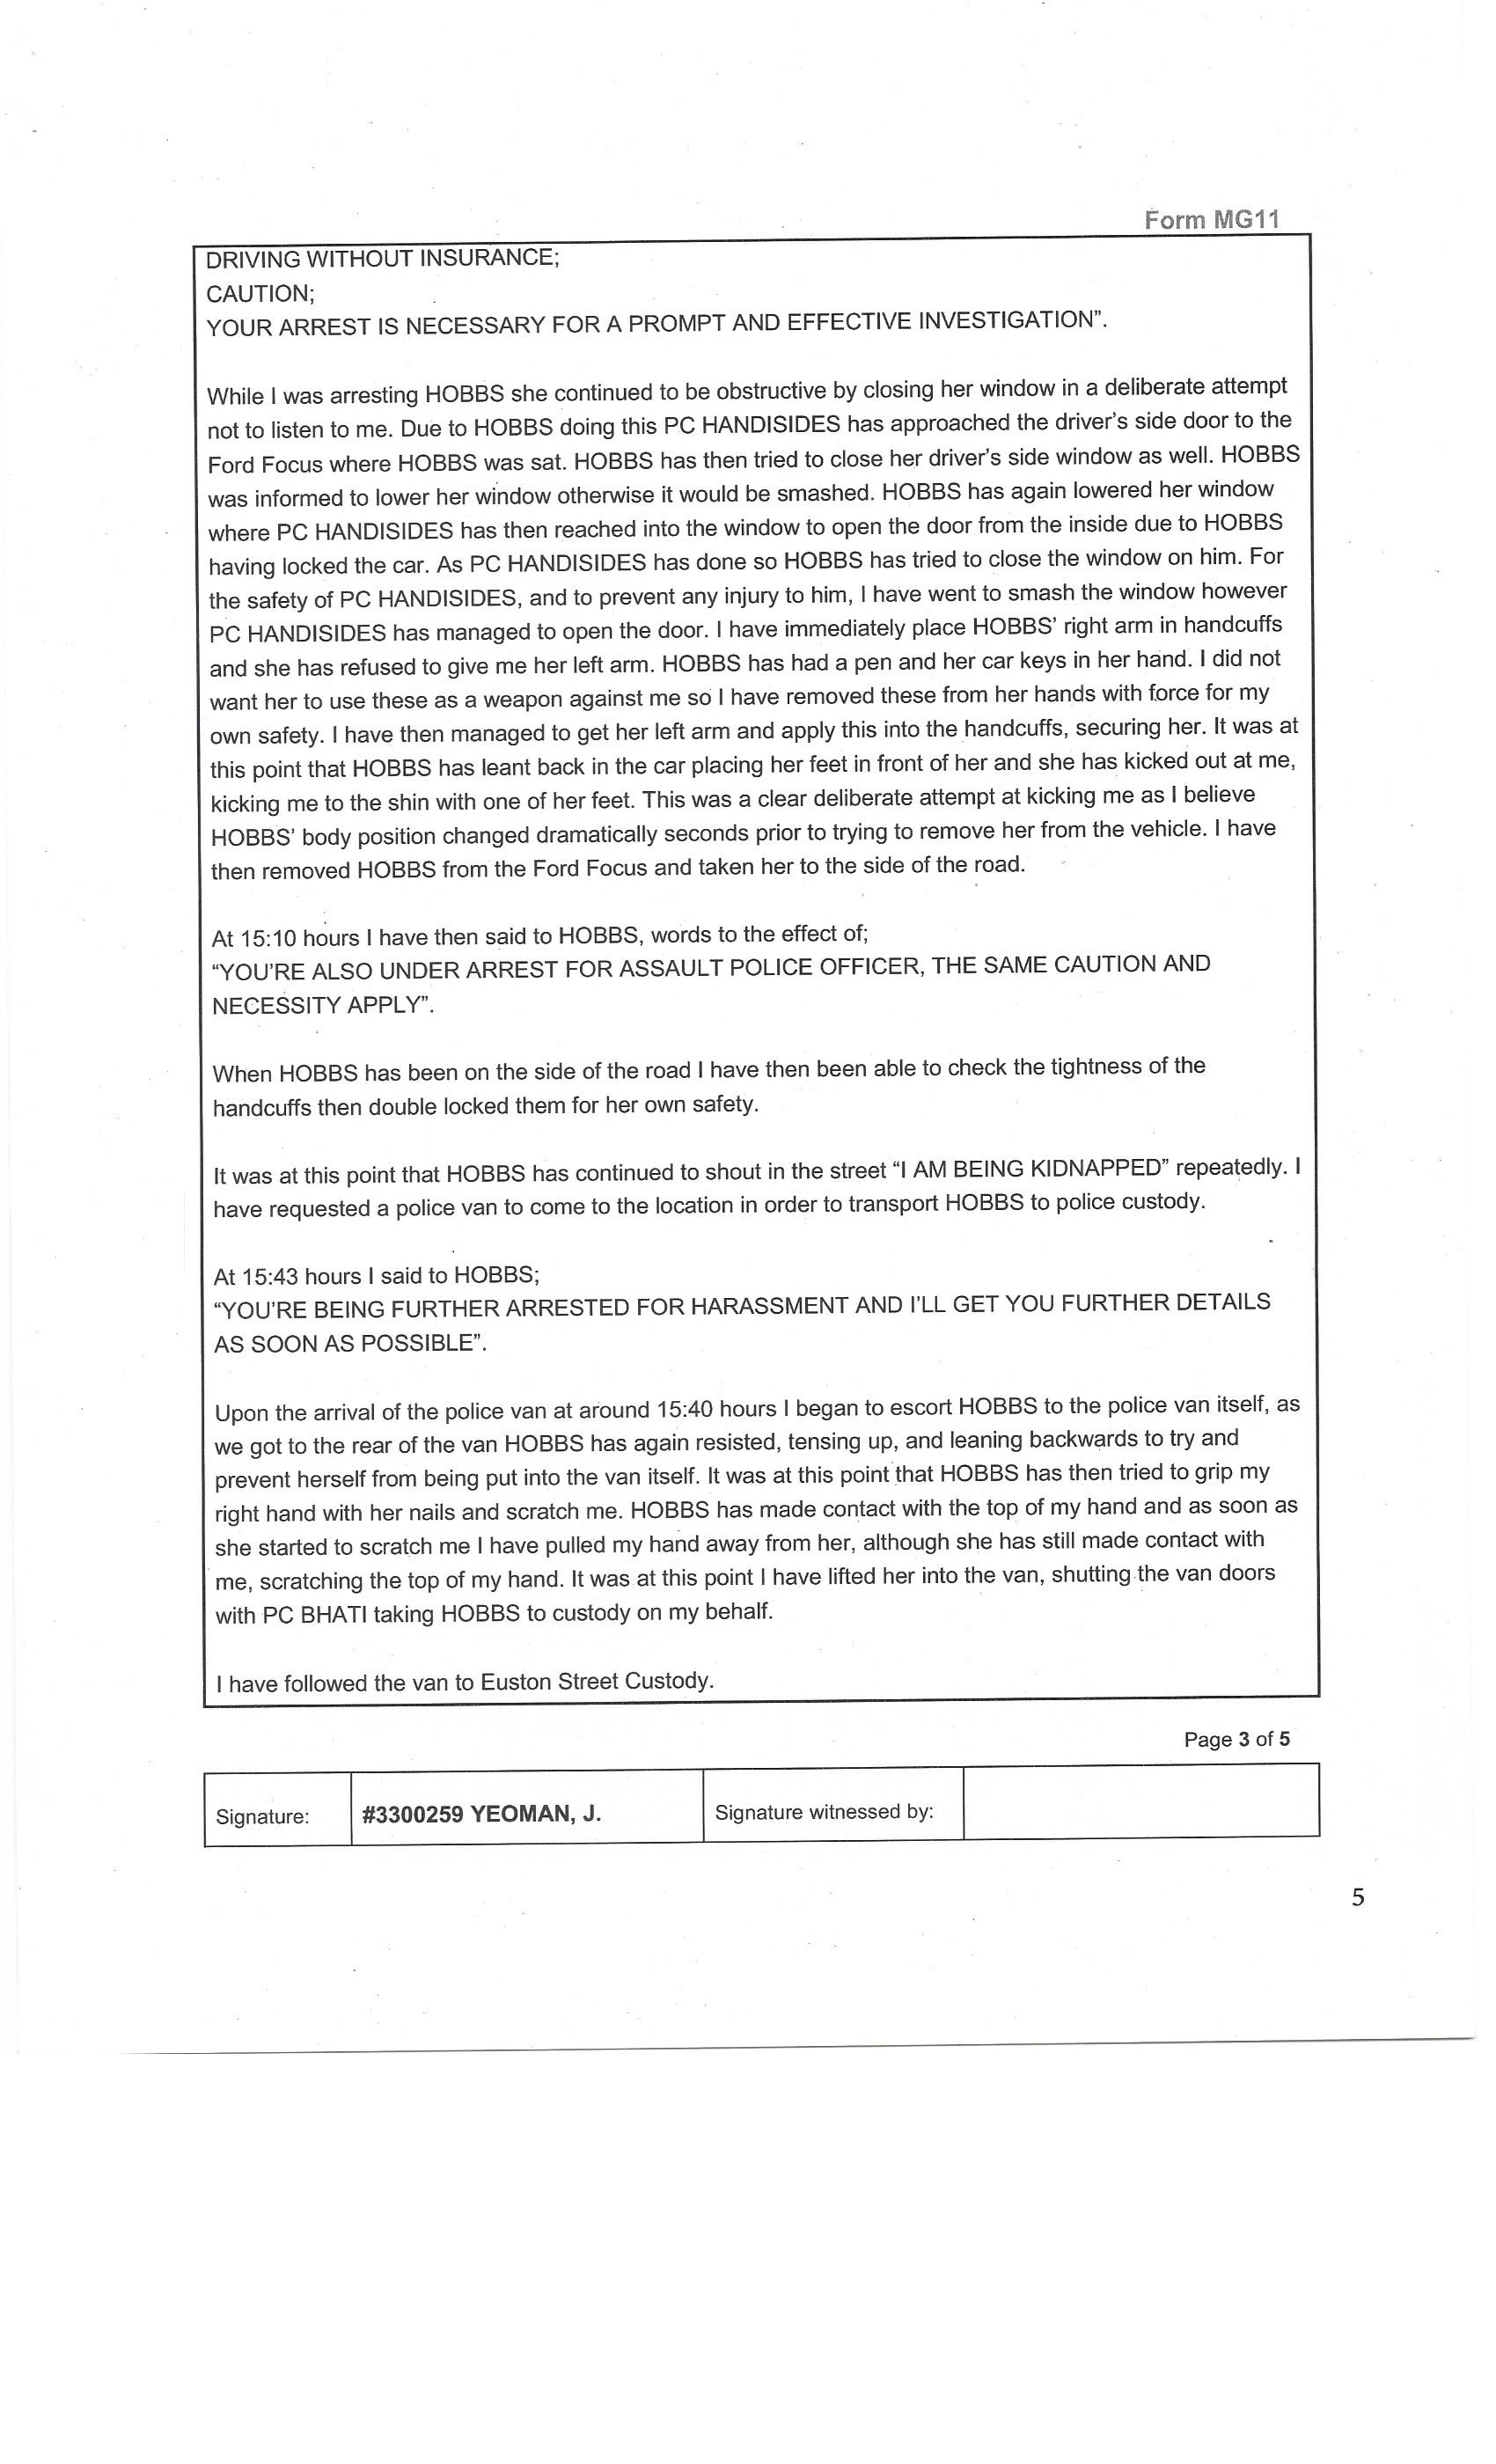 Form MG11
DRIVING WITHOUT INSURANCE;
CAUTION;
YOUR ARREST IS NECESSARY FOR A PROMPT AND EFFECTIVE INVESTIGATION”.
While I was arresting HOBBS she continued to be obstructive by closing her window in a deliberate attempt
not to listen to me. Due to HOBBS doing this PC HANDISIDES has approached the driver’s side door to the
Ford Focus where HOBBS was sat. HOBBS has then tried to close her driver’s side window as well. HOBBS
was informed to lower her window otherwise it would be smashed. HOBBS has again lowered her window
where PC HANDISIDES has then reached into the window to open the door from the inside due to HOBBS
having locked the car. As PC HANDISIDES has done so HOBBS has tried to close the window on him. For
the safety of PC HANDISIDES, and to prevent any injury to him, I have went to smash the window however
PC HANDISIDES has managed to open the door. I have immediately place HOBBS’ right arm in handcuffs
and she has refused to give me her left arm. HOBBS has had a pen and her car keys in her hand. I did not
want her to use these as a weapon against me so I have removed these from her hands with force for my
own safety. I have then managed to get her left arm and apply this into the handcuffs, securing her. It was at
this point that HOBBS has leant back in the car placing her feet in front of her and she has kicked out at me,
kicking me to the shin with one of her feet. This was a clear deliberate attempt at kicking me as I believe
HOBBS’ body position changed dramatically seconds prior to trying to remove her from the vehicle. I have
then removed HOBBS from the Ford Focus and taken her to the side of the road.
At 15:10 hours I have then said to HOBBS, words to the effect of;
“YOU’RE ALSO UNDER ARREST FOR ASSAULT POLICE OFFICER, THE SAME CAUTION AND
NECESSITY APPLY”.
When HOBBS has been on the side of the road I have then been able to check the tightness of the
handcuffs then double locked them for her own safety.
It was at this point that HOBBS has continued to shout in the street “I AM BEING KIDNAPPED” repeatedly. I
have requested a police van to come to the location in order to transport HOBBS to police custody.
At 15:43 hours I said to HOBBS;
“YOU’RE BEING FURTHER ARRESTED FOR HARASSMENT AND I’LL GET YOU FURTHER DETAILS
AS SOON AS POSSIBLE”.
Upon the arrival of the police van at around 15:40 hours I began to escort HOBBS to the police van itself, as
we got to the rear of the van HOBBS has again resisted, tensing up, and leaning backwards to try and
prevent herself from being put into the van itself. It was at this point that HOBBS has then tried to grip my
right hand with her nails and scratch me. HOBBS has made contact with the top of my hand and as soon as
she started to scratch me I have pulled my hand away from her, although she has still made contact with
me, scratching the top of my hand. It was at this point I have lifted her into the van, shutting the van doors
with PC BHATI taking HOBBS to custody on my behalf.
I have followed the van to Euston Street Custody.
Page 3 of 5
Signature: #3300259 YEOMAN, J. Signature witnessed by:
5